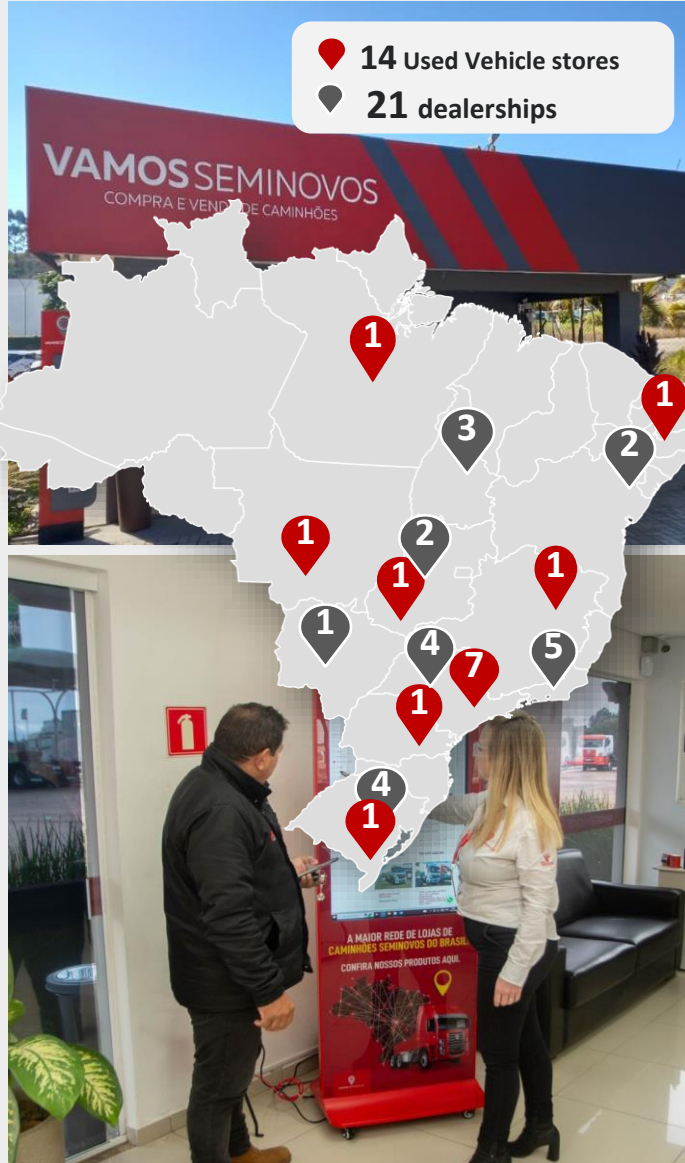 14 Used Vehicle stores
21 dealerships
VAMOS SEMINOVOS
COMPRA E VENDA DE CAMINHÕES
1
1
3
2
1
2
1
1
1
4
7
5
1
4
1
A MAIOR REDE DE LOJAS DE
CAMINHÕES SEMINOVOS DO BRASIL
CONFIRA NOSSOS PRODUTOS AQUI.